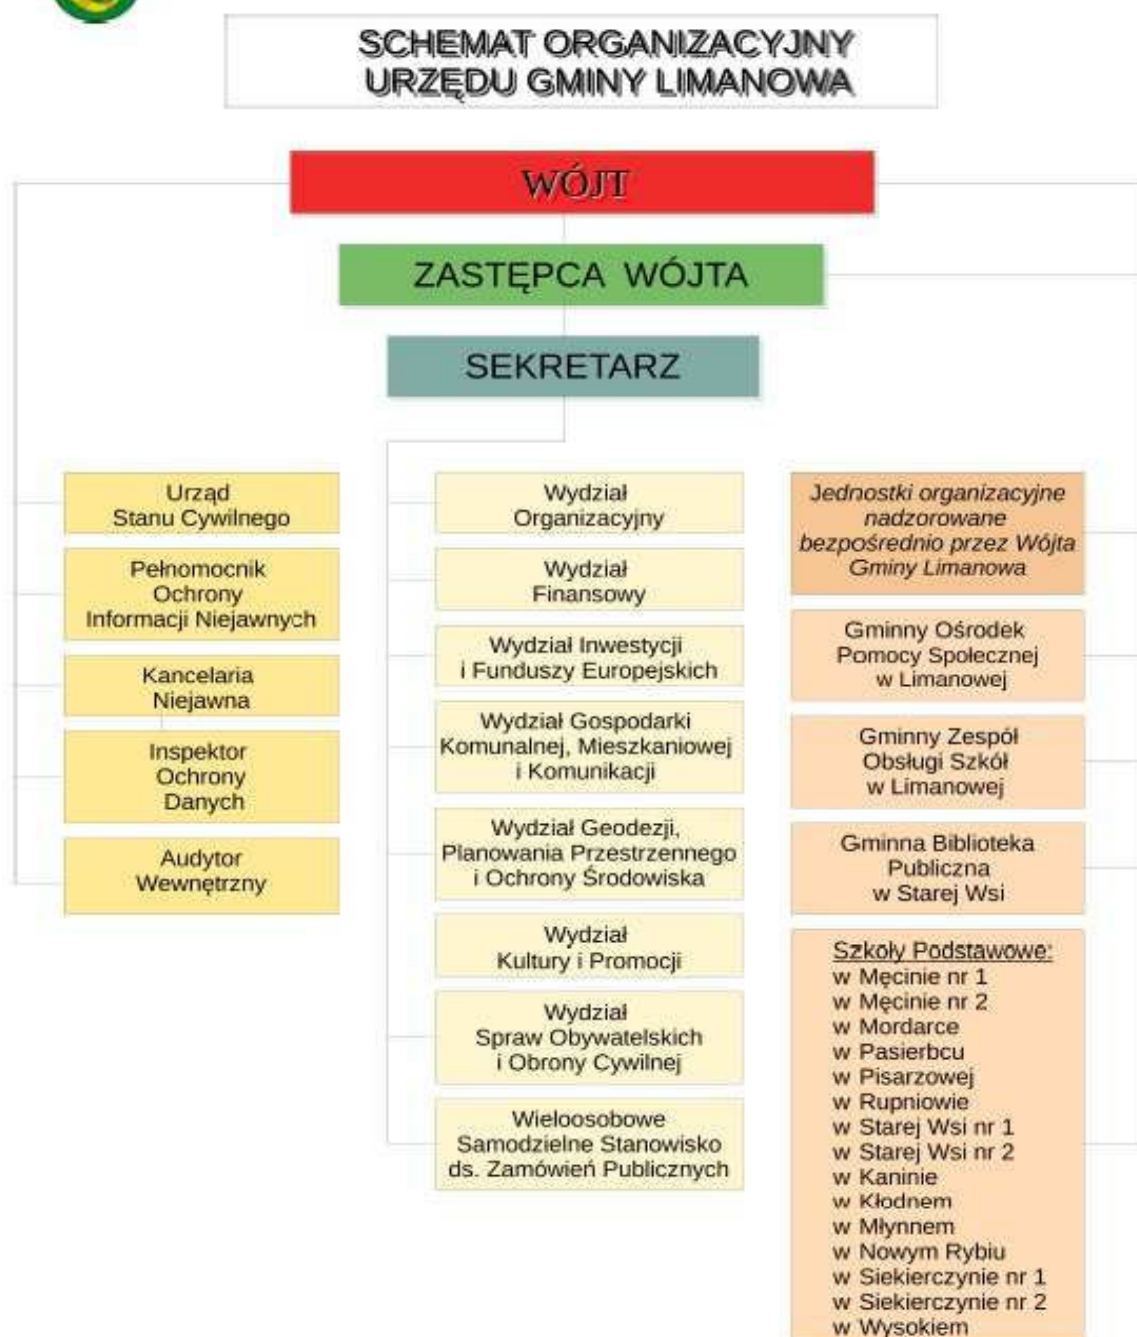 SCHEMAT ORGANIZACYJNY
URZĘDU GMINY LIMANOWA
WÓJT
ZASTĘPCA WÓJTA
SEKRETARZ
Urząd
Stanu Cywilnego
Pełnomocnik
Ochrony
Informacji Niejawnych
Kancelaria
Niejawna
Inspektor
Ochrony
Danych
Audytor
Wewnętrzny
Wydział
Organizacyjny
Wydział
Finansowy
Wydział Inwestycji
i Funduszy Europejskich
Wydział Gospodarki
Komunalnej, Mieszkaniowej
i Komunikacji
Wydział Geodezji,
Planowania Przestrzennego
i Ochrony Środowiska
Wydział
Kultury i Promocji
Wydział
Spraw Obywatelskich
i Obrony Cywilnej
Wieloosobowe
Samodzielne Stanowisko
ds. Zamówień Publicznych
Jednostki organizacyjne
nadzorowane
bezpośrednio przez Wójta
Gminy Limanowa
Gminny Ośrodek
Pomocy Społecznej
w Limanowej
Gminny Zespół
Obsługi Szkół
w Limanowej
Gminna Biblioteka
Publiczna
w Starej Wsi
Szkoły Podstawowe:
w Męcinie nr 1
w Męcinie nr 2
w Mordarce
w Pasierbcu
w Pisarzowej
w Rupniowie
w Starej Wsi nr 1
w Starej Wsi nr 2
w Kaninie
w Kłodnem
w Młynnem
w Nowym Rybiu
w Siekierczynie nr 1
w Siekierczynie nr 2
w Wysokiem